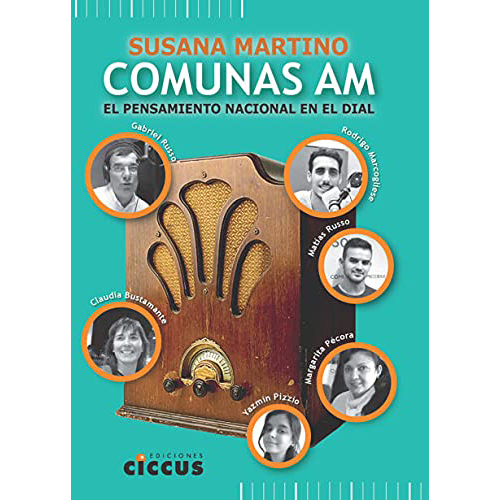 SUSANA MARTINO
COMUNAS AM
EL PENSAMIENTO NACIONAL EN EL DIAL
Gabriel Russo
Rodrigo Marcogliese
Matías Russo
Claudia Bustamante
Margarita Pécora
Yazmin Pizzio
EDICIONES
CICCUS